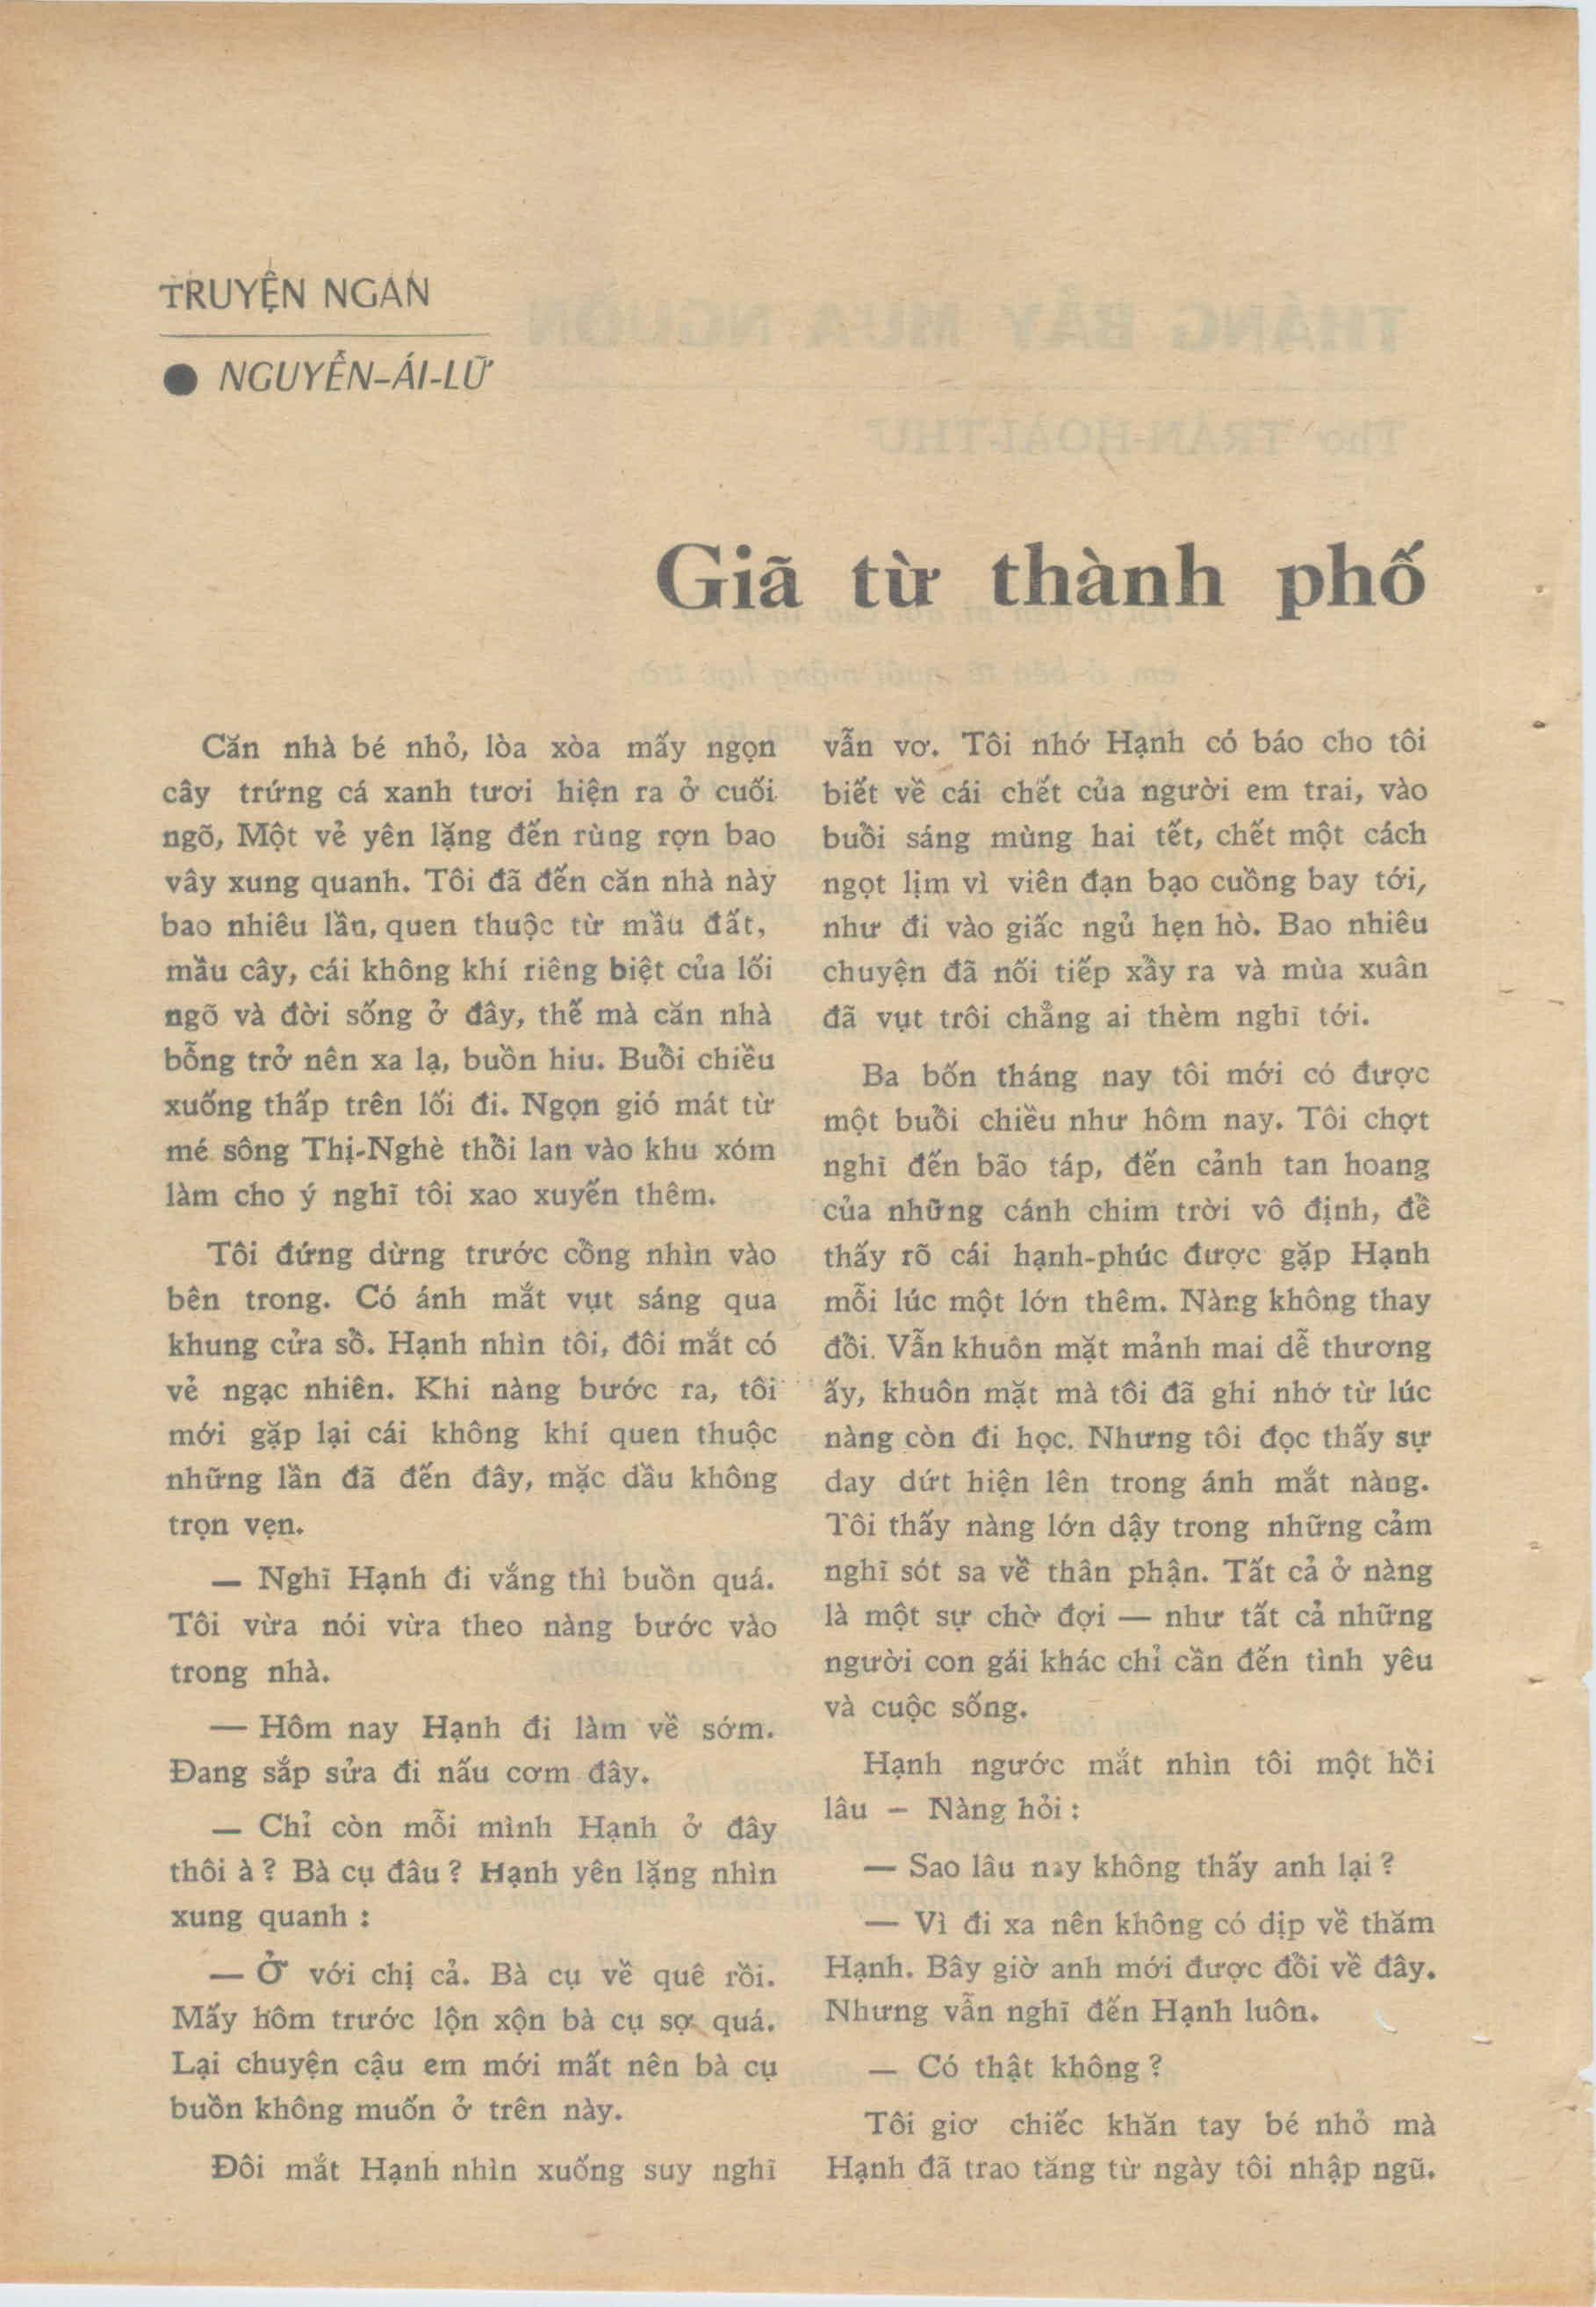 TRUYỆN NGẮN
● NGUYỄN-ÁI-LỮ
Giã từ thành phố
Căn nhà bé nhỏ, lòa xòa mấy ngọn
cây trứng cá xanh tươi hiện ra ở cuối
ngõ, Một vẻ yên lặng đến rùng rợn bao
vây xung quanh. Tôi đã đến căn nhà này
bao nhiêu lần, quen thuộc từ mầu đất,
mầu cây, cái không khí riêng biệt của lối
ngõ và đời sống ở đây, thế mà căn nhà
bỗng trở nên xa lạ, buồn hiu. Buổi chiều
xuống thấp trên lối đi. Ngọn gió mát từ
mé sông Thị-Nghè thổi lan vào khu xóm
làm cho ý nghĩ tôi xao xuyến thêm.
Tôi đứng dừng trước cổng nhìn vào
bên trong. Có ánh mắt vụt sáng qua
khung cửa sổ. Hạnh nhìn tôi, đôi mắt có
vẻ ngạc nhiên. Khi nàng bước ra, tôi
mới gặp lại cái không khí quen thuộc
những lần đã đến đây, mặc dầu không
trọn vẹn.
— Nghĩ Hạnh đi vắng thì buồn quá.
Tôi vừa nói vừa theo nàng bước vào
trong nhà.
— Hôm nay Hạnh đi làm về sớm.
Đang sắp sửa đi nấu cơm đây.
— Chỉ còn mỗi mình Hạnh ở đây
thôi à ? Bà cụ đâu ? Hạnh yên lặng nhìn
xung quanh :
— Ở với chị cả. Bà cụ về quê rồi.
Mấy hôm trước lộn xộn bà cụ sợ quá.
Lại chuyện cậu em mới mất nên bà cụ
buồn không muốn ở trên này.
Đôi mắt Hạnh nhìn xuống suy nghĩ
vẫn vơ. Tôi nhớ Hạnh có báo cho tôi
biết về cái chết của người em trai, vào
buổi sáng mùng hai tết, chết một cách
ngọt lịm vì viên đạn bạo cuồng bay tới,
như đi vào giấc ngủ hẹn hò. Bao nhiêu
chuyện đã nối tiếp xẩy ra và mùa xuân
đã vụt trôi chẳng ai thèm nghĩ tới.
Ba bốn tháng nay tôi mới có được
một buổi chiều như hôm nay. Tôi chợt
nghĩ đến bão táp, đến cảnh tan hoang
của những cánh chim trời vô định, để
thấy rõ cái hạnh-phúc được gặp Hạnh
mỗi lúc một lớn thêm. Nàng không thay
đổi. Vẫn khuôn mặt mảnh mai dễ thương
ấy, khuôn mặt mà tôi đã ghi nhớ từ lúc
nàng còn đi học. Nhưng tôi đọc thấy sự
day dứt hiện lên trong ánh mắt nàng.
Tôi thấy nàng lớn dậy trong những cảm
nghĩ sót sa về thân phận. Tất cả ở nàng
là một sự chờ đợi — như tất cả những
người con gái khác chỉ cần đến tình yêu
và cuộc sống.
Hạnh ngước mắt nhìn tôi một hồi
lâu — Nàng hỏi :
— Sao lâu nay không thấy anh lại ?
— Vì đi xa nên không có dịp về thăm
Hạnh. Bây giờ anh mới được đổi về đây.
Nhưng vẫn nghĩ đến Hạnh luôn.
— Có thật không ?
Tôi giơ chiếc khăn tay bé nhỏ mà
Hạnh đã trao tăng từ ngày tôi nhập ngũ.